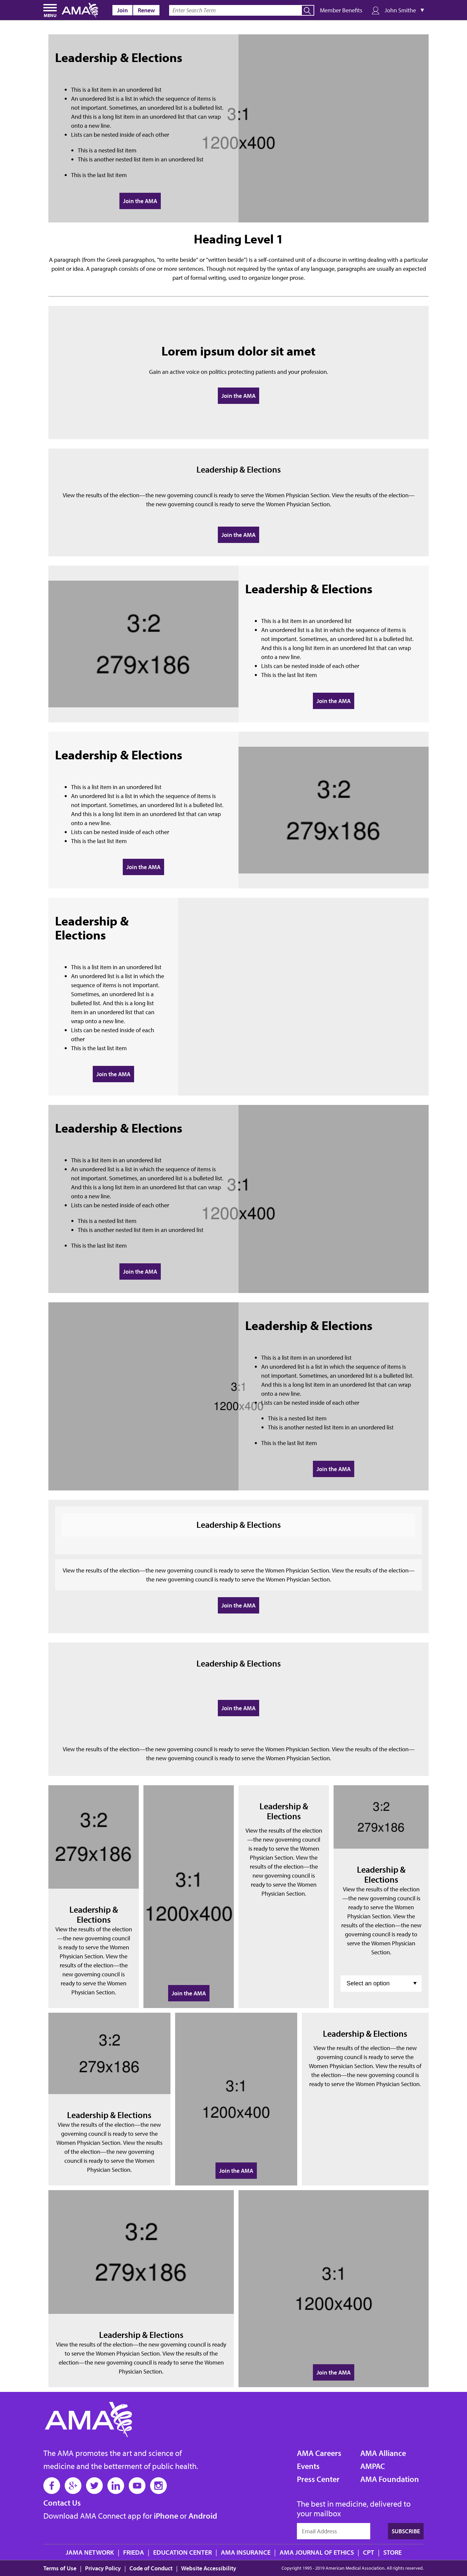 MENU
AMA
Join
Renew
Enter Search Term
Member Benefits
John Smithe
Leadership & Elections
This is a list item in an unordered list
An unordered list is a list in which the sequence of items is
not important. Sometimes, an unordered list is a bulleted list.
And this is a long list item in an unordered list that can wrap
onto a new line.
Lists can be nested inside of each other
This is a nested list item
This is another nested list item in an unordered list
This is the last list item
Join the AMA
3:1
1200x400
Heading Level 1
A paragraph (from the Greek paragraphos, "to write beside" or "written beside") is a self-contained unit of a discourse in writing dealing with a particular
point or idea. A paragraph consists of one or more sentences. Though not required by the syntax of any language, paragraphs are usually an expected
part of formal writing, used to organize longer prose.
Lorem ipsum dolor sit amet
Gain an active voice on politics protecting patients and your profession.
Join the AMA
Leadership & Elections
View the results of the election—the new governing council is ready to serve the Women Physician Section. View the results of the election—
the new governing council is ready to serve the Women Physician Section.
Join the AMA
3:2
279x186
Leadership & Elections
This is a list item in an unordered list
An unordered list is a list in which the sequence of items is
not important. Sometimes, an unordered list is a bulleted list.
And this is a long list item in an unordered list that can wrap
onto a new line.
Lists can be nested inside of each other
This is the last list item
Join the AMA
Leadership & Elections
This is a list item in an unordered list
An unordered list is a list in which the sequence of items is
not important. Sometimes, an unordered list is a bulleted list.
And this is a long list item in an unordered list that can wrap
onto a new line.
Lists can be nested inside of each other
This is the last list item
Join the AMA
3:2
279x186
Leadership &
Elections
This is a list item in an unordered list
An unordered list is a list in which the
sequence of items is not important.
Sometimes, an unordered list is a
bulleted list. And this is a long list
item in an unordered list that can
wrap onto a new line.
Lists can be nested inside of each
other
This is the last list item
Join the AMA
Leadership & Elections
This is a list item in an unordered list
An unordered list is a list in which the sequence of items is
not important. Sometimes, an unordered list is a bulleted list.
And this is a long list item in an unordered list that can wrap
onto a new line.
Lists can be nested inside of each other
This is a nested list item
This is another nested list item in an unordered list
This is the last list item
Join the AMA
3:1
1200x400
Leadership & Elections
This is a list item in an unordered list
An unordered list is a list in which the sequence of items is
not important. Sometimes, an unordered list is a bulleted list.
And this is a long list item in an unordered list that can wrap
onto a new line.
Lists can be nested inside of each other
This is a nested list item
This is another nested list item in an unordered list
This is the last list item
Join the AMA
3:1
1200x400
Leadership & Elections
View the results of the election—the new governing council is ready to serve the Women Physician Section. View the results of the election—
the new governing council is ready to serve the Women Physician Section.
Join the AMA
Leadership & Elections
Join the AMA
View the results of the election—the new governing council is ready to serve the Women Physician Section. View the results of the election—
the new governing council is ready to serve the Women Physician Section.
3:2
279x186
Leadership &
Elections
View the results of the election
—the new governing council
is ready to serve the Women
Physician Section. View the
results of the election—the
new governing council is
ready to serve the Women
Physician Section.
3:1
1200x400
Join the AMA
Leadership &
Elections
View the results of the election
—the new governing council
is ready to serve the Women
Physician Section. View the
results of the election—the
new governing council is
ready to serve the Women
Physician Section.
3:2
279x186
Leadership &
Elections
View the results of the election
—the new governing council is
ready to serve the Women
Physician Section. View the
results of the election—the new
governing council is ready to
serve the Women Physician
Section.
Select an option
3:2
279x186
Leadership & Elections
View the results of the election—the new
governing council is ready to serve the
Women Physician Section. View the results
of the election—the new governing
council is ready to serve the Women
Physician Section.
3:1
1200x400
Join the AMA
Leadership & Elections
View the results of the election—the new
governing council is ready to serve the
Women Physician Section. View the results of
the election—the new governing council is
ready to serve the Women Physician Section.
3:2
279x186
Leadership & Elections
View the results of the election—the new governing council is ready
to serve the Women Physician Section. View the results of the
election—the new governing council is ready to serve the Women
Physician Section.
3:1
1200x400
Join the AMA
AMA
The AMA promotes the art and science of
medicine and the betterment of public health.
Contact Us
Download AMA Connect app for iPhone or Android
AMA Careers
Events
Press Center
AMA Alliance
AMPAC
AMA Foundation
The best in medicine, delivered to
your mailbox
Email Address
SUBSCRIBE
JAMA NETWORK | FRIEDA | EDUCATION CENTER | AMA INSURANCE | AMA JOURNAL OF ETHICS | CPT | STORE
Terms of Use | Privacy Policy | Code of Conduct | Website Accessibility
Copyright 1995 - 2019 American Medical Association. All rights reserved.